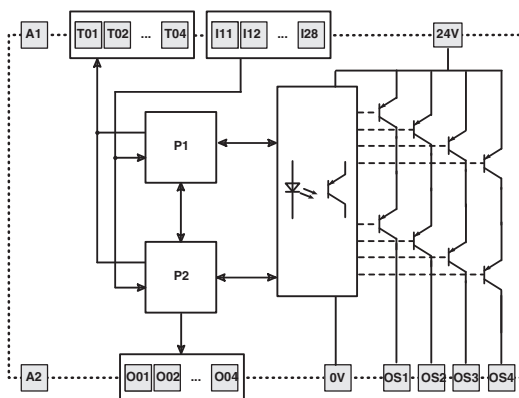 A1 T01 T02 ... T04 I11 I12 ... I28 24V
P1
P2
A2 O01 O02 ... O04 0V OS1 OS2 OS3 OS4